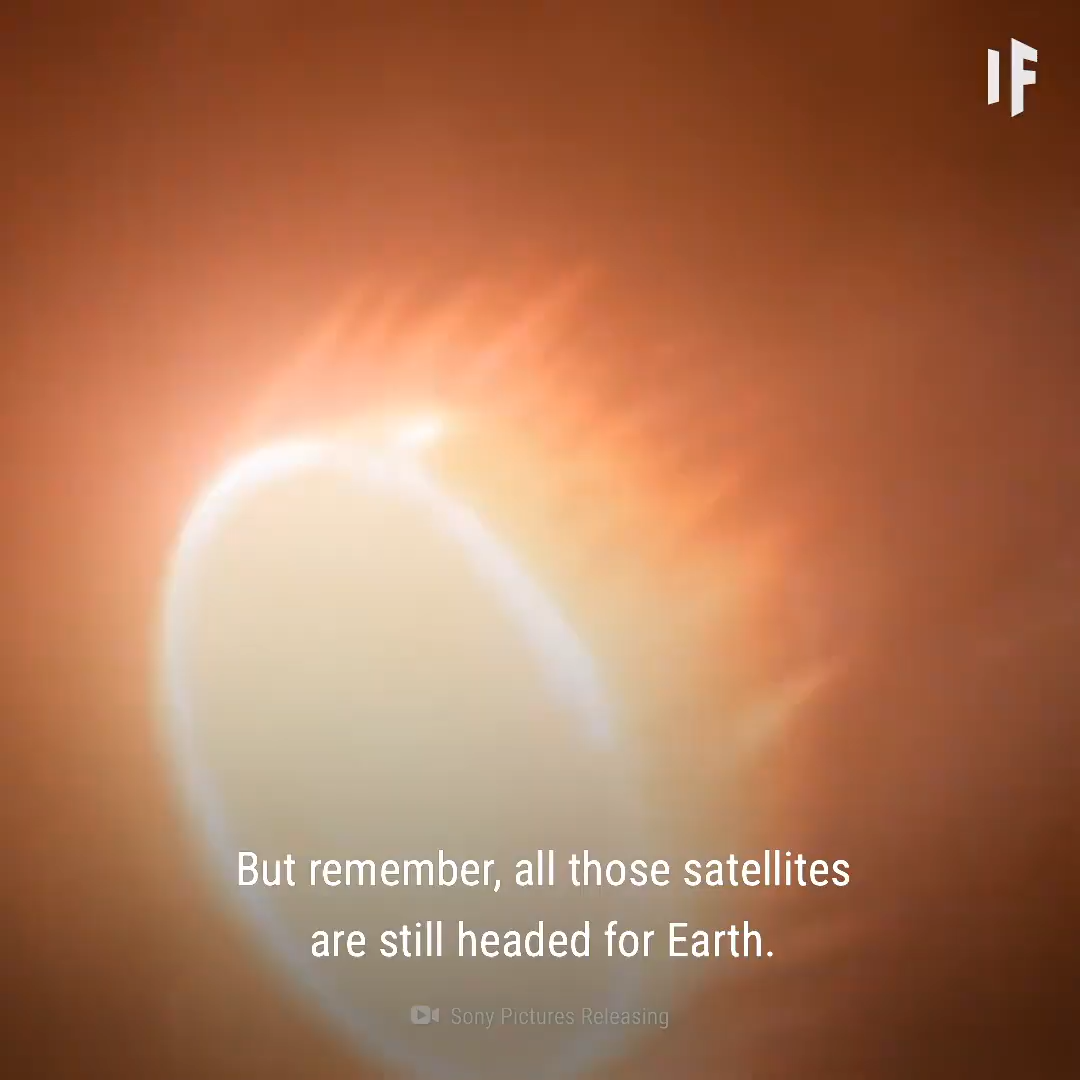 IF
But remember, all those satellites
are still headed for Earth.
Sony Pictures Releasing